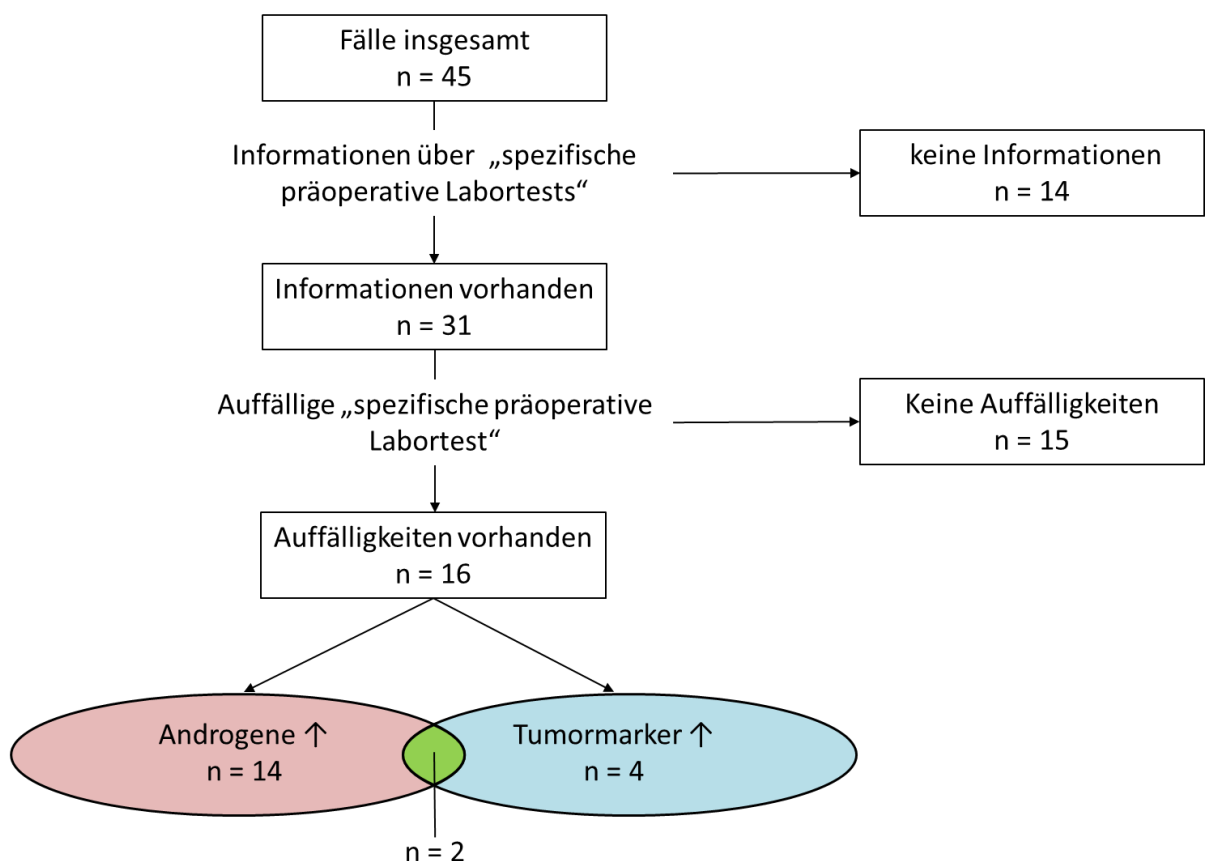 Fälle insgesamt
n = 45
Informationen über „spezifische
präoperative Labortests“
keine Informationen
n = 14
Informationen vorhanden
n = 31
Auffällige „spezifische präoperative
Labortest“
Keine Auffälligkeiten
n = 15
Auffälligkeiten vorhanden
n = 16
Androgene ↑
n = 14
Tumormarker ↑
n = 4
n = 2